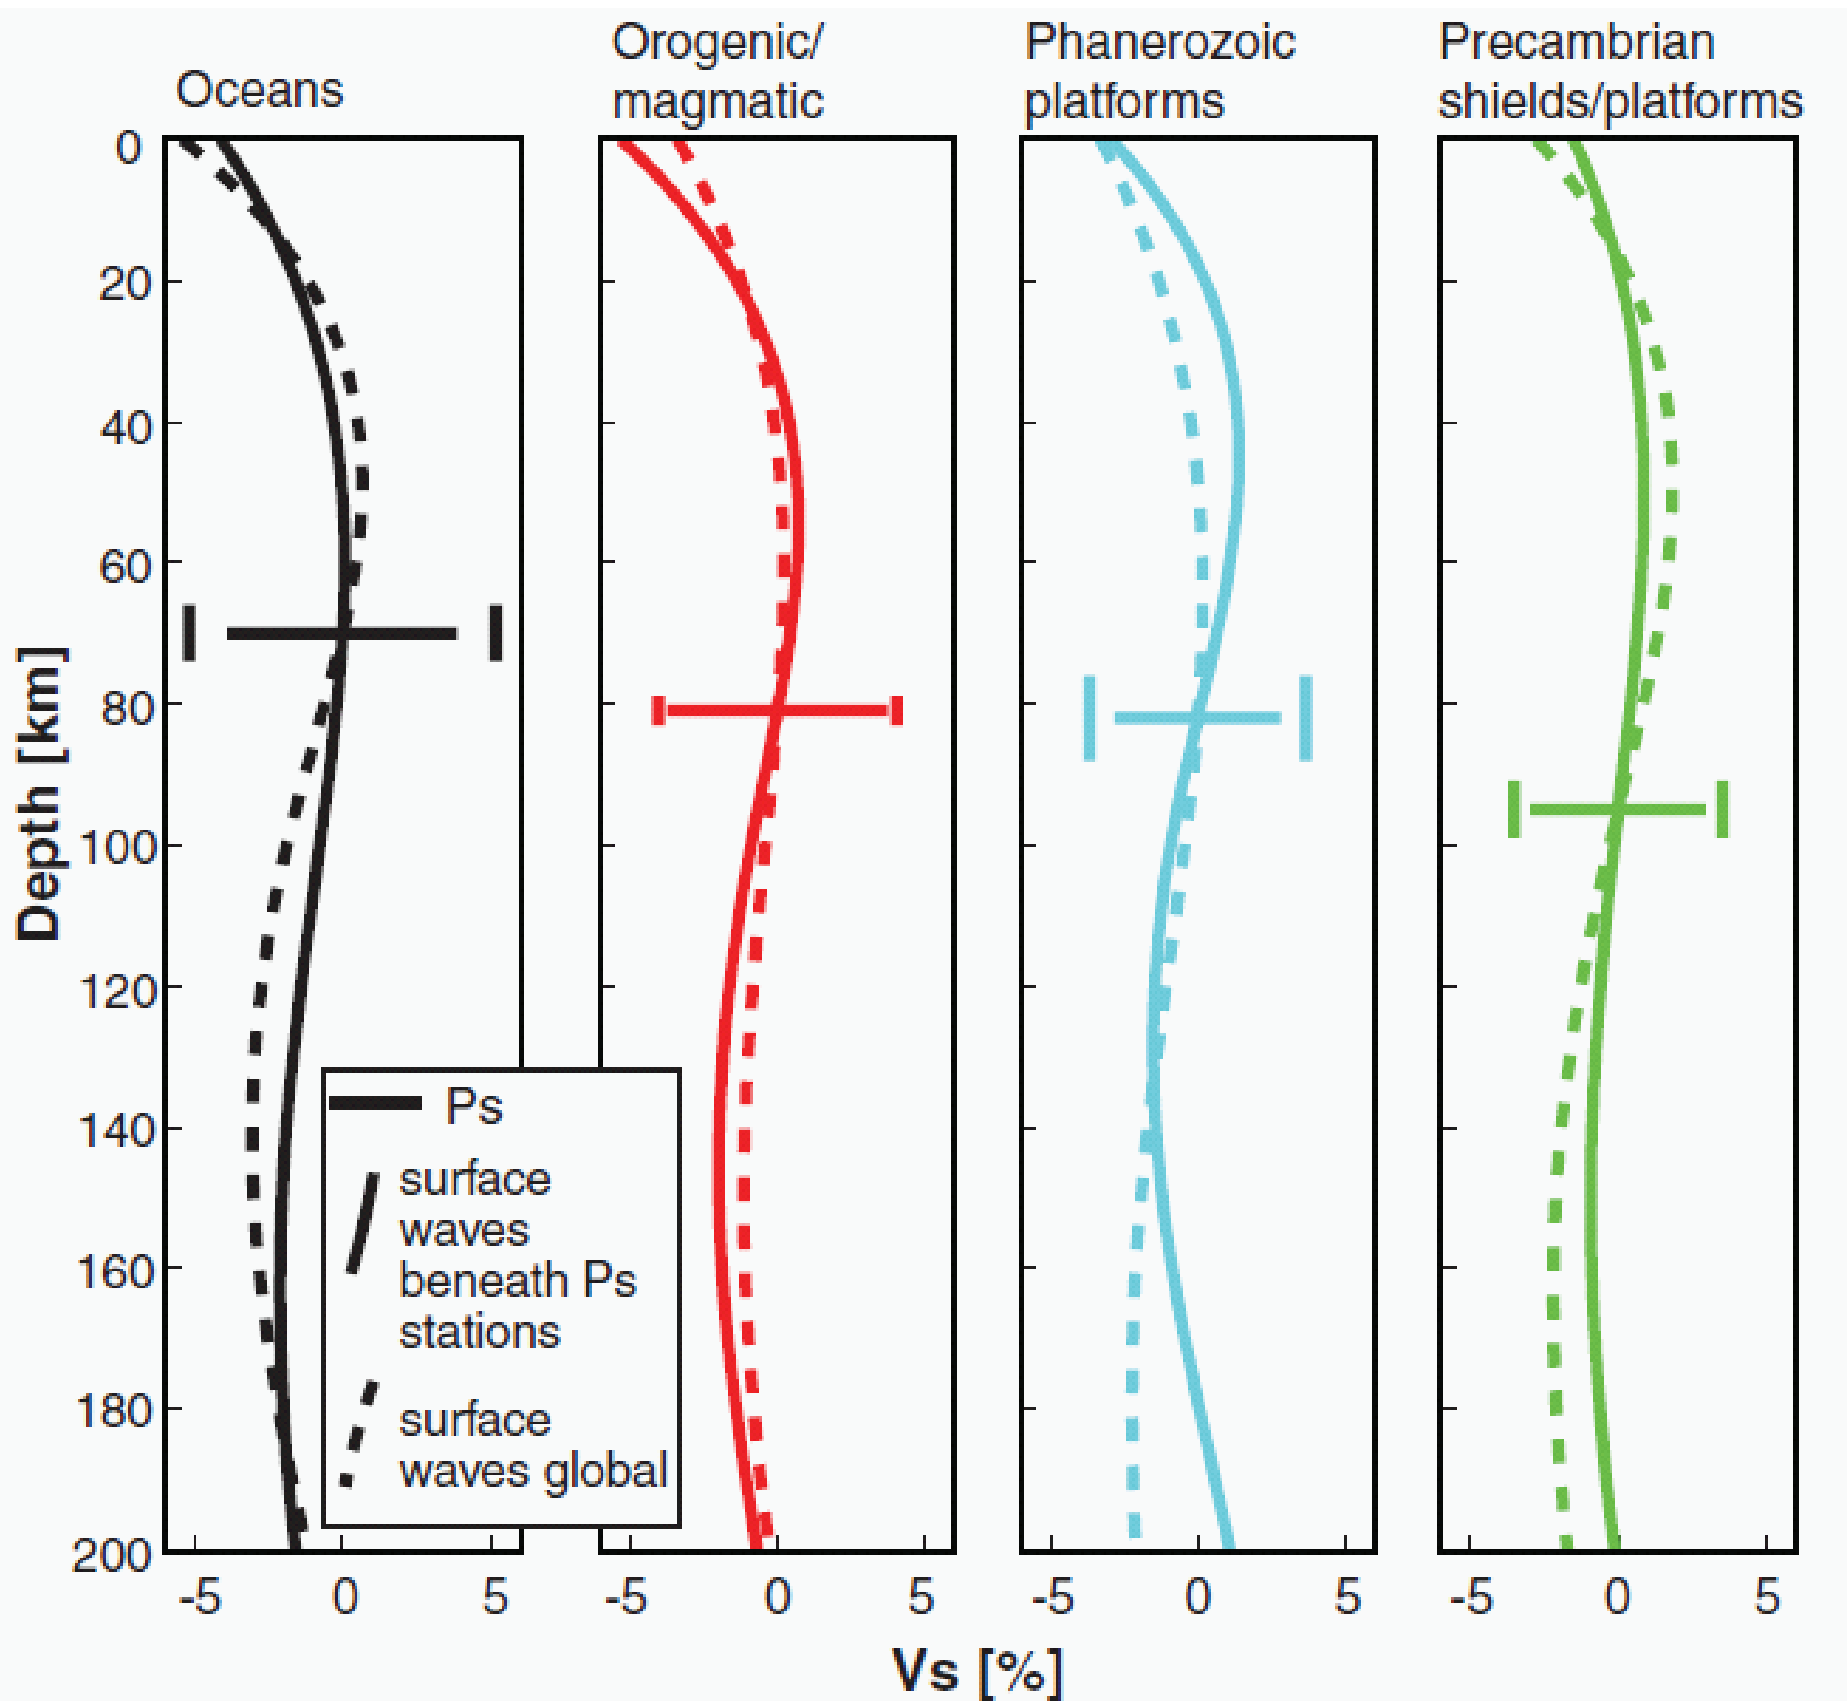 Oceans
Orogenic/
magmatic
Phanerozoic
platforms
Precambrian
shields/platforms
Depth [km]
0
20
40
60
80
100
120
140
160
180
200
Ps
surface
waves
beneath Ps
stations
surface
waves global
-5 0 5
-5 0 5
-5 0 5
-5 0 5
Vs [%]